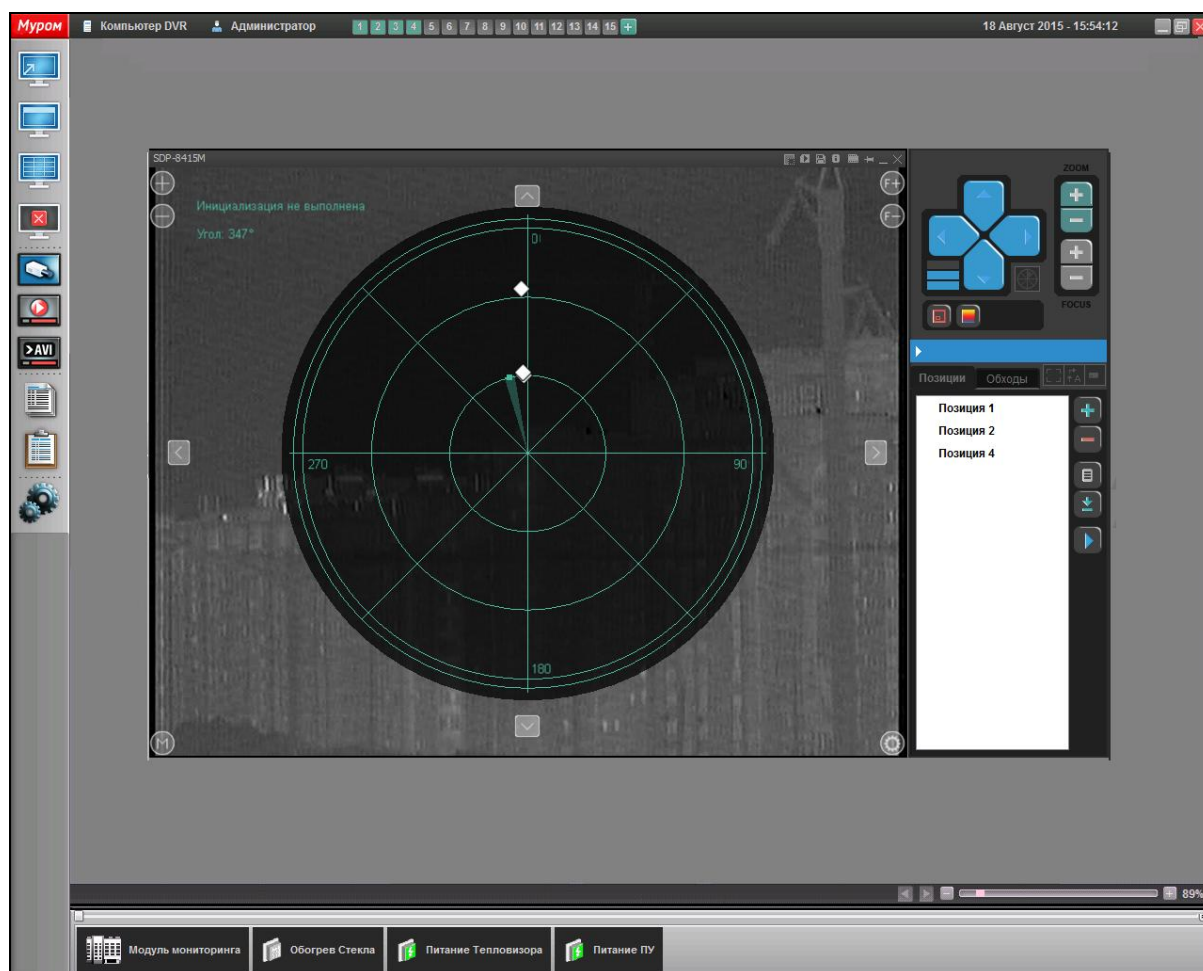 Муром Компьютер DVR Администратор 1 2 3 4 5 6 7 8 9 10 11 12 13 14 15 + 18 Август 2015 - 15:54:12
SDP-8415M
ZOOM
F+
Инициализация не выполнена
F-
Угол: 347°
0
FOCUS
>AVI
Позиции Обходы
Позиция 1
Позиция 2
Позиция 4
270 90
180
M
89%
Модуль мониторинга Обогрев Стекла Питание Тепловизора Питание ПУ